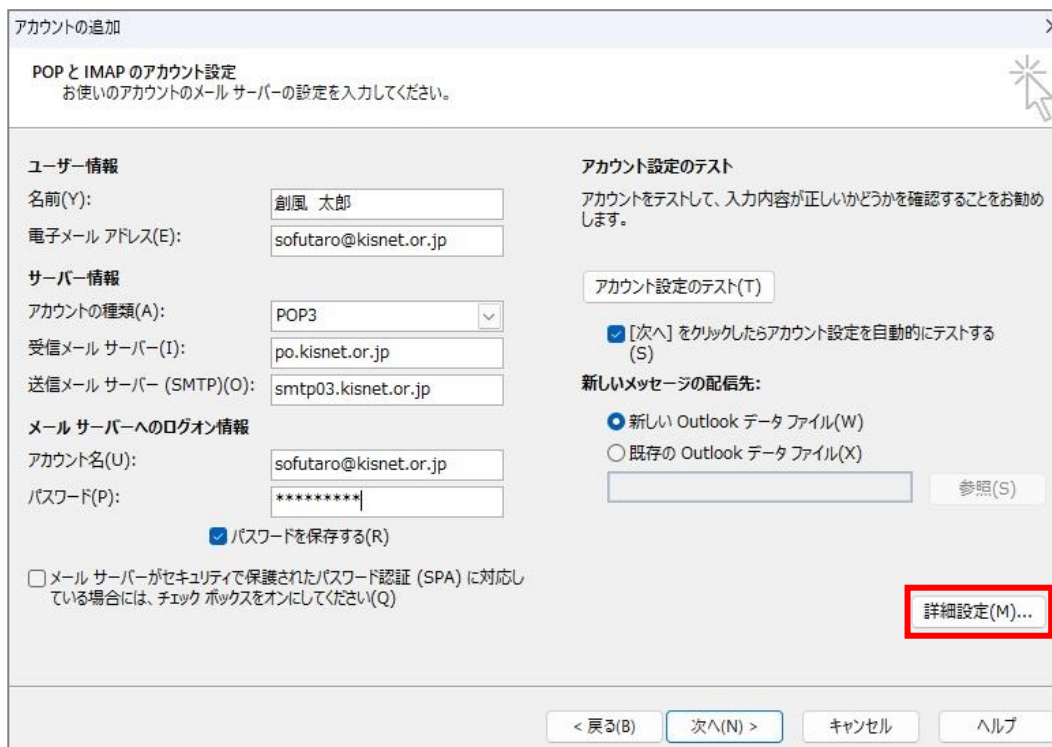 アカウントの追加
POP と IMAP のアカウント設定
お使いのアカウントのメール サーバーの設定を入力してください。
ユーザー情報
名前(Y):
創風 太郎
電子メール アドレス(E):
sofutaro@kisnet.or.jp
サーバー情報
アカウントの種類(A):
POP3
受信メール サーバー(I):
po.kisnet.or.jp
送信メール サーバー (SMTP)(O):
smtp03.kisnet.or.jp
メール サーバーへのログオン情報
アカウント名(U):
sofutaro@kisnet.or.jp
パスワード(P):
*********
パスワードを保存する(R)
メール サーバーがセキュリティで保護されたパスワード認証 (SPA) に対応し
ている場合には、チェック ボックスをオンにしてください(Q)
アカウント設定のテスト
アカウントをテストして、入力内容が正しいかどうかを確認することをお勧め
します。
アカウント設定のテスト(T)
[次へ] をクリックしたらアカウント設定を自動的にテストする
(S)
新しいメッセージの配信先:
新しい Outlook データ ファイル(W)
既存の Outlook データ ファイル(X)
参照(S)
詳細設定(M)...
< 戻る(B)
次へ(N) >
キャンセル
ヘルプ